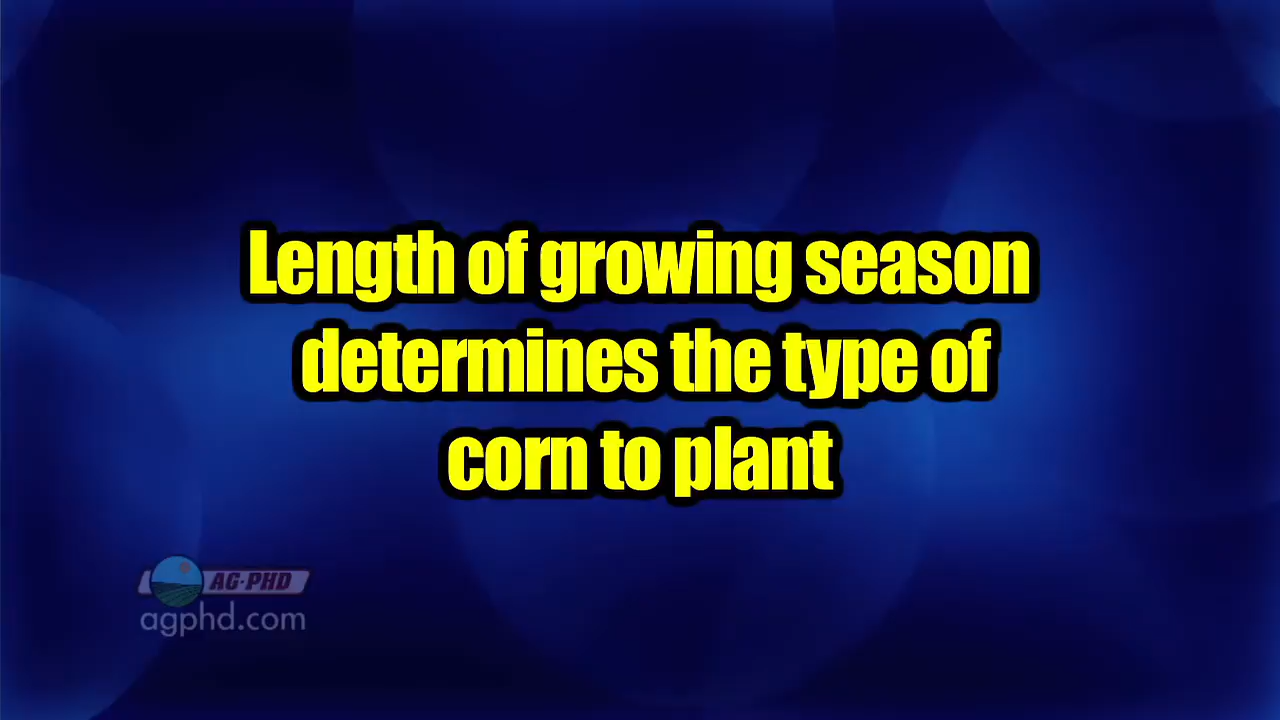 Length of growing season
determines the type of
corn to plant
AG·PHD
agphd.com